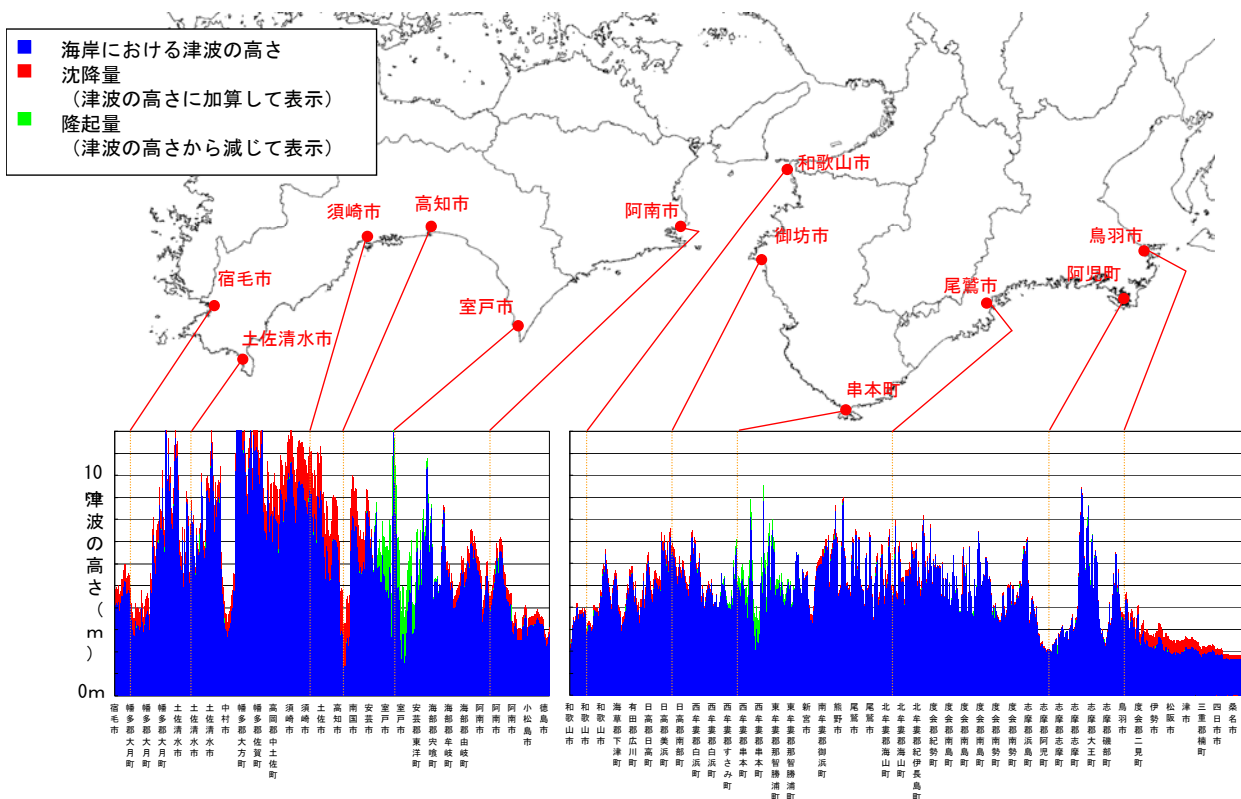 海岸における津波の高さ
沈降量
（津波の高さに加算して表示）
隆起量
（津波の高さから減じて表示）
和歌山市
須崎市
高知市
阿南市
御坊市
鳥羽市
宿毛市
室戸市
尾鷲市
阿児町
土佐清水市
串本町
10
津波の高さ（m）
0m
宿毛市
幡多郡大月町
幡多郡大月町
幡多郡大月町
土佐清水市
土佐清水市
土佐清水市
中村市
幡多郡大方町
幡多郡佐賀町
高岡郡中土佐町
須崎市
須崎市
土佐市
高知市
南国市
安芸市
室戸市
室戸市
安芸郡東洋町
海部郡宍喰町
海部郡牟岐町
海部郡由岐町
阿南市
阿南市
阿南市
小松島市
徳島市
和歌山市
和歌山市
和歌山市
海草郡下津町
有田郡広川町
日高郡日高町
日高郡美浜町
日高郡南部町
西牟婁郡白浜町
西牟婁郡白浜町
西牟婁郡すさみ町
西牟婁郡串本町
西牟婁郡串本町
東牟婁郡那智勝浦町
東牟婁郡那智勝浦町
新宮市
南牟婁郡御浜町
熊野市
尾鷲市
尾鷲市
北牟婁郡海山町
北牟婁郡海山町
北牟婁郡紀伊長島町
度会郡紀勢町
度会郡南島町
度会郡南島町
度会郡南島町
度会郡南勢町
度会郡南勢町
志摩郡浜島町
志摩郡阿児町
志摩郡志摩町
志摩郡志摩町
志摩郡大王町
志摩郡磯部町
鳥羽市
度会郡二見町
伊勢市
松阪市
津市
三重郡楠町
四日市市
桑名市